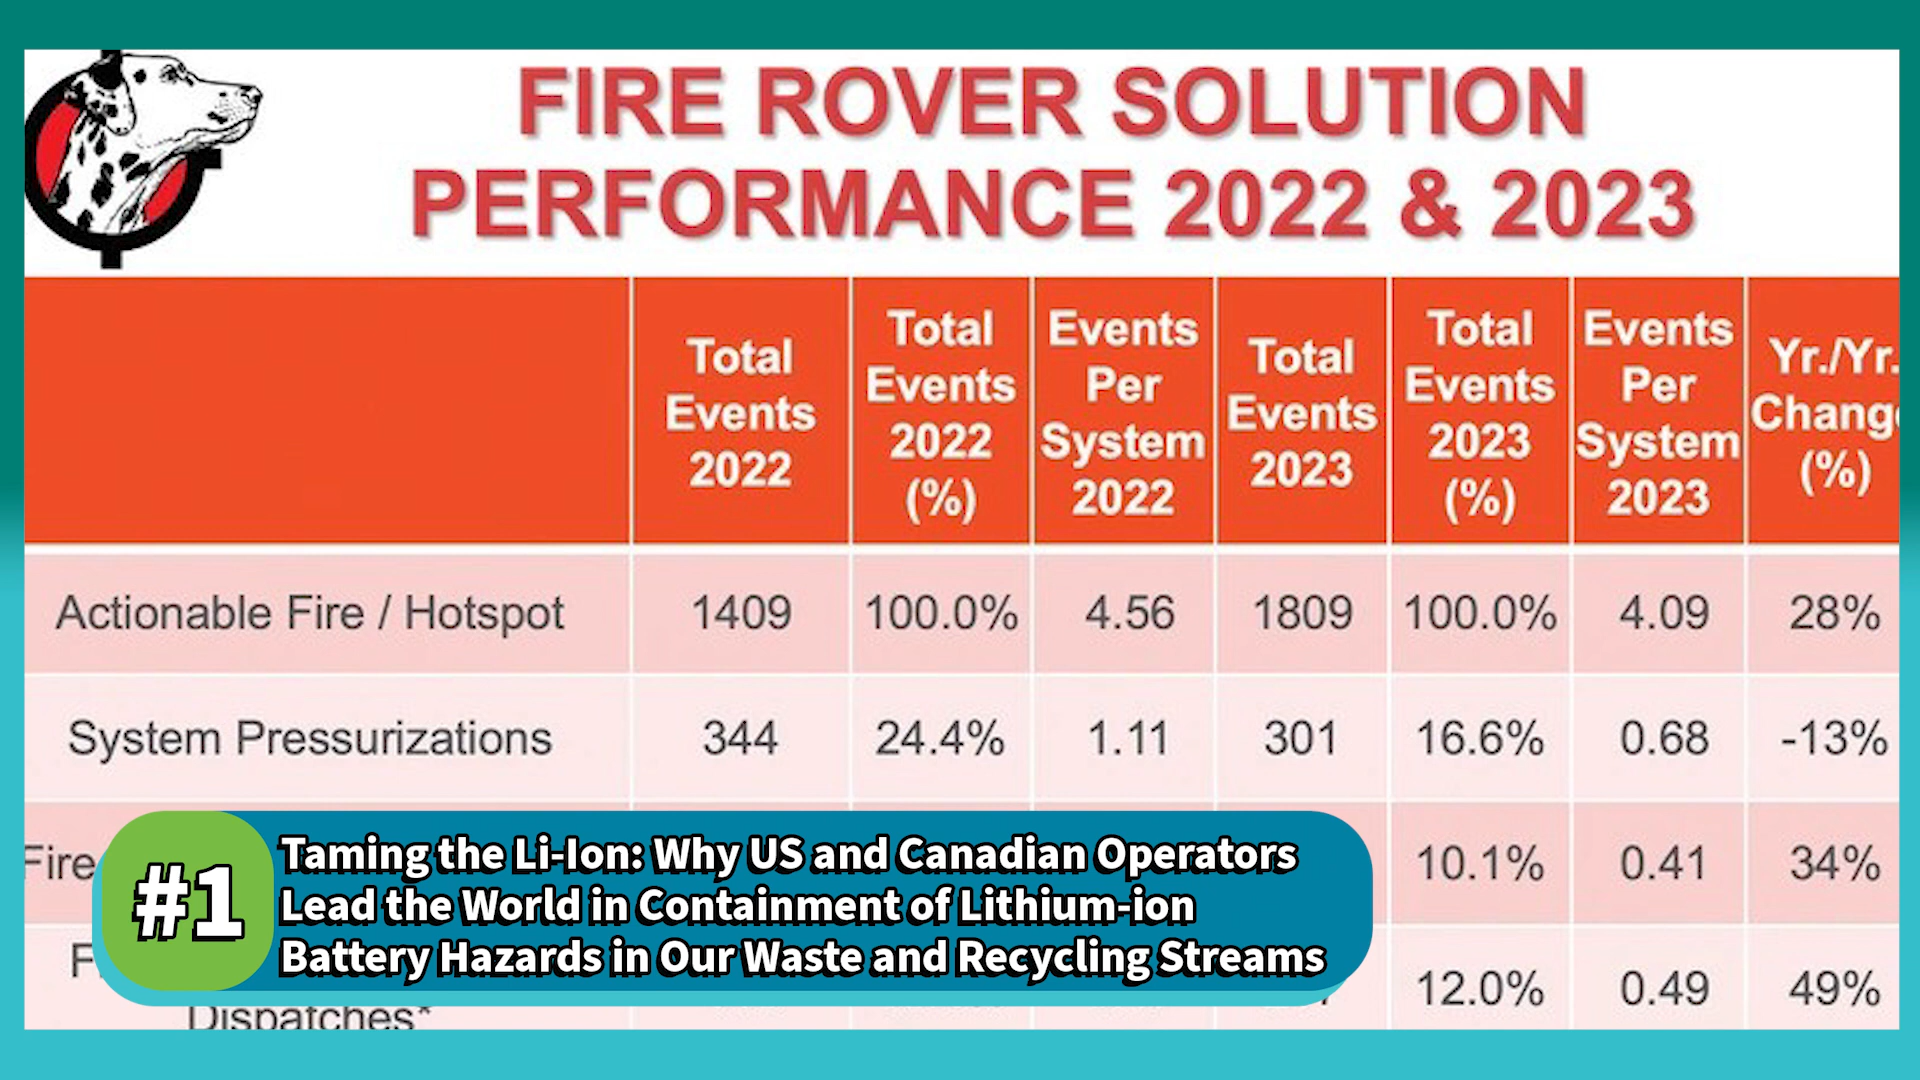 FIRE ROVER SOLUTION
PERFORMANCE 2022 & 2023
Total Events 2022
Total Events 2022 (%)
Events Per System 2022
Total Events 2023
Total Events 2023 (%)
Events Per System 2023
Yr./Yr. Change (%)
Actionable Fire / Hotspot 1409 100.0% 4.56 1809 100.0% 4.09 28%
System Pressurizations 344 24.4% 1.11 301 16.6% 0.68 -13%
Fire 10.1% 0.41 34%
12.0% 0.49 49%
Dispatches*
#1
Taming the Li-Ion: Why US and Canadian Operators
Lead the World in Containment of Lithium-ion
Battery Hazards in Our Waste and Recycling Streams